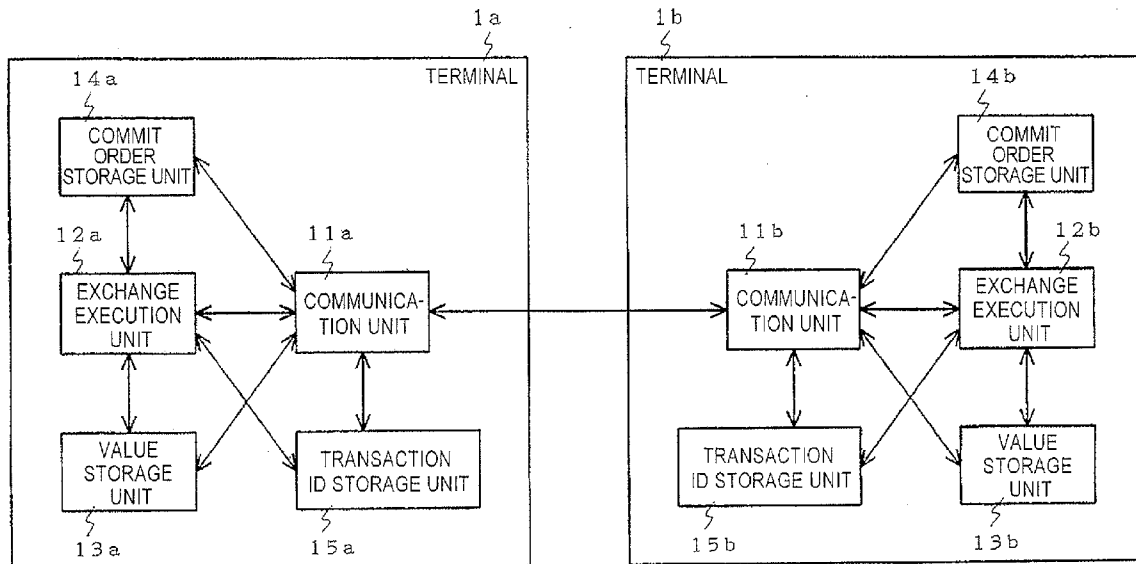 1a
1b
TERMINAL
TERMINAL
14a
14b
COMMIT
ORDER
STORAGE UNIT
COMMIT
ORDER
STORAGE UNIT
12a
11a
11b
12b
EXCHANGE
EXECUTION
UNIT
COMMUNICA-
TION UNIT
COMMUNICA-
TION UNIT
EXCHANGE
EXECUTION
UNIT
VALUE
STORAGE
UNIT
TRANSACTION
ID STORAGE UNIT
TRANSACTION
ID STORAGE UNIT
VALUE
STORAGE
UNIT
13a
15a
15b
13b